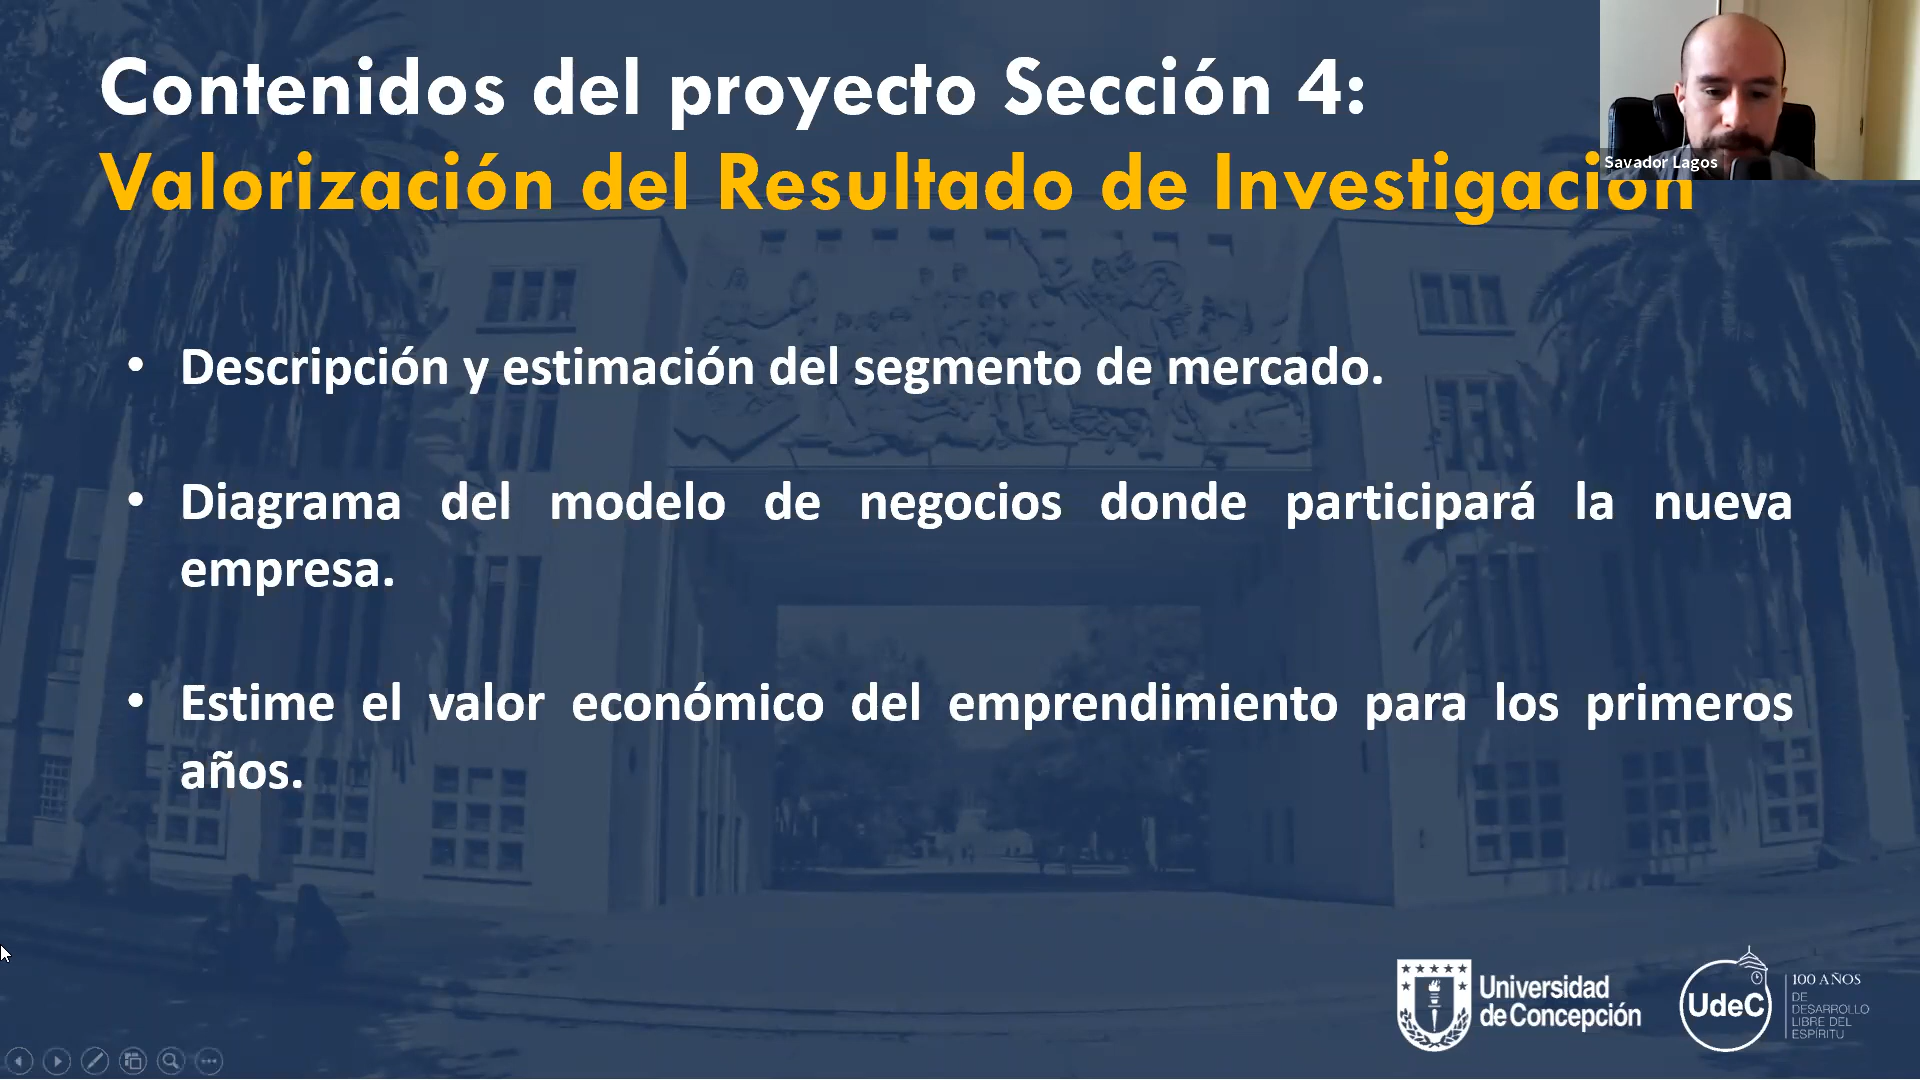 Contenidos del proyecto Sección 4:
Valorización del Resultado de Investigación
Savador Lagos
• Descripción y estimación del segmento de mercado.
• Diagrama del modelo de negocios donde participará la nueva
empresa.
• Estime el valor económico del emprendimiento para los primeros
años.
Universidad
de Concepción
UdeC
100 AÑOS
DE
DESARROLLO
LIBRE DEL
ESPÍRITU